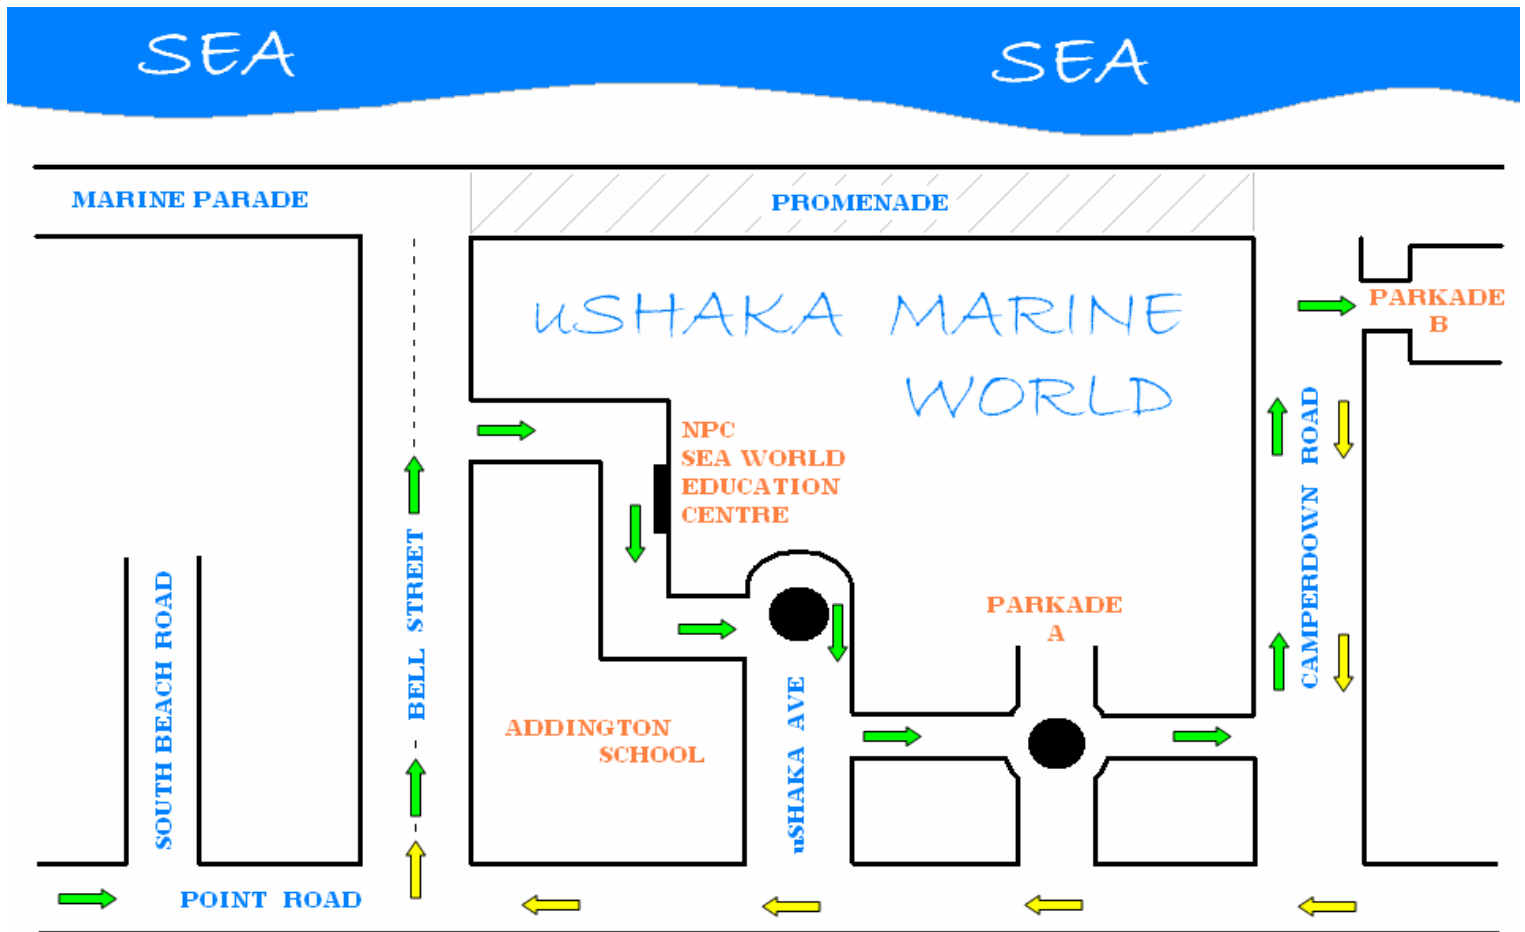 SEA
SEA
MARINE PARADE
PROMENADE
uSHAKA MARINE
WORLD
PARKADE
B
NPC
SEA WORLD
EDUCATION
CENTRE
CAMPERDOWN ROAD
PARKADE
A
BELL STREET
SOUTH BEACH ROAD
ADDINGTON
SCHOOL
uSHAKA AVE
POINT ROAD